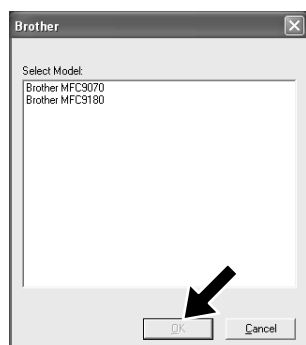 Brother
Select Model:
Brother MFC9070
Brother MFC9180
OK
Cancel